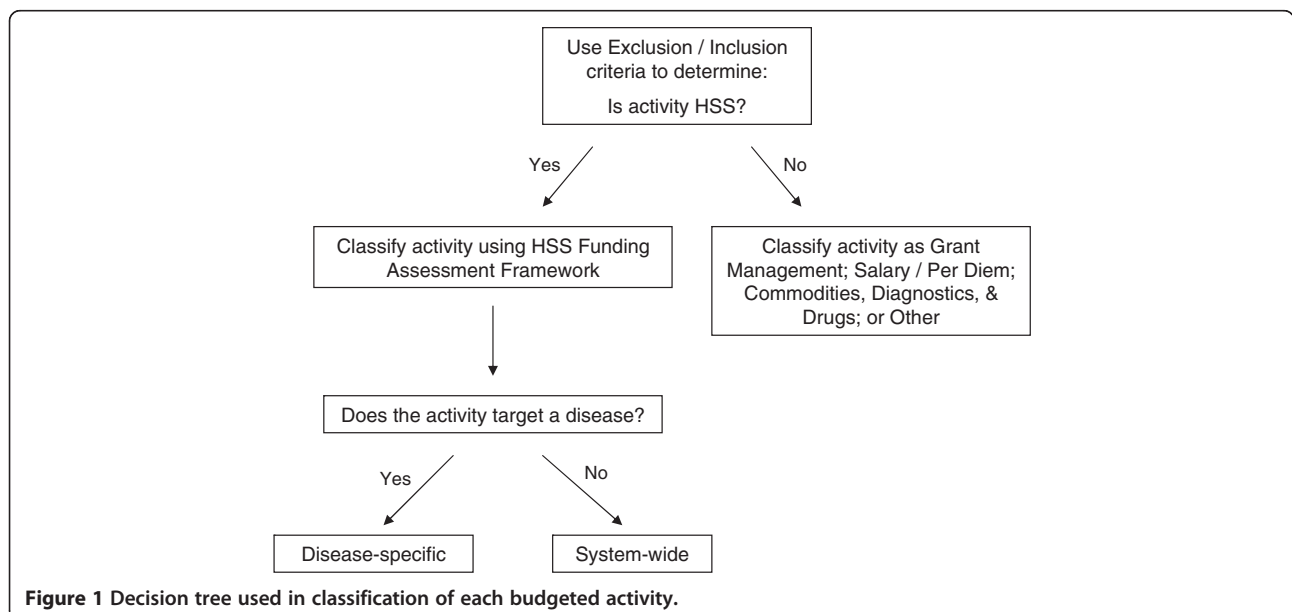 Use Exclusion / Inclusion
criteria to determine:
Is activity HSS?
Yes
No
Classify activity using HSS Funding
Assessment Framework
Classify activity as Grant
Management; Salary / Per Diem;
Commodities, Diagnostics, &
Drugs; or Other
Does the activity target a disease?
Yes
No
Disease-specific
System-wide
Figure 1 Decision tree used in classification of each budgeted activity.